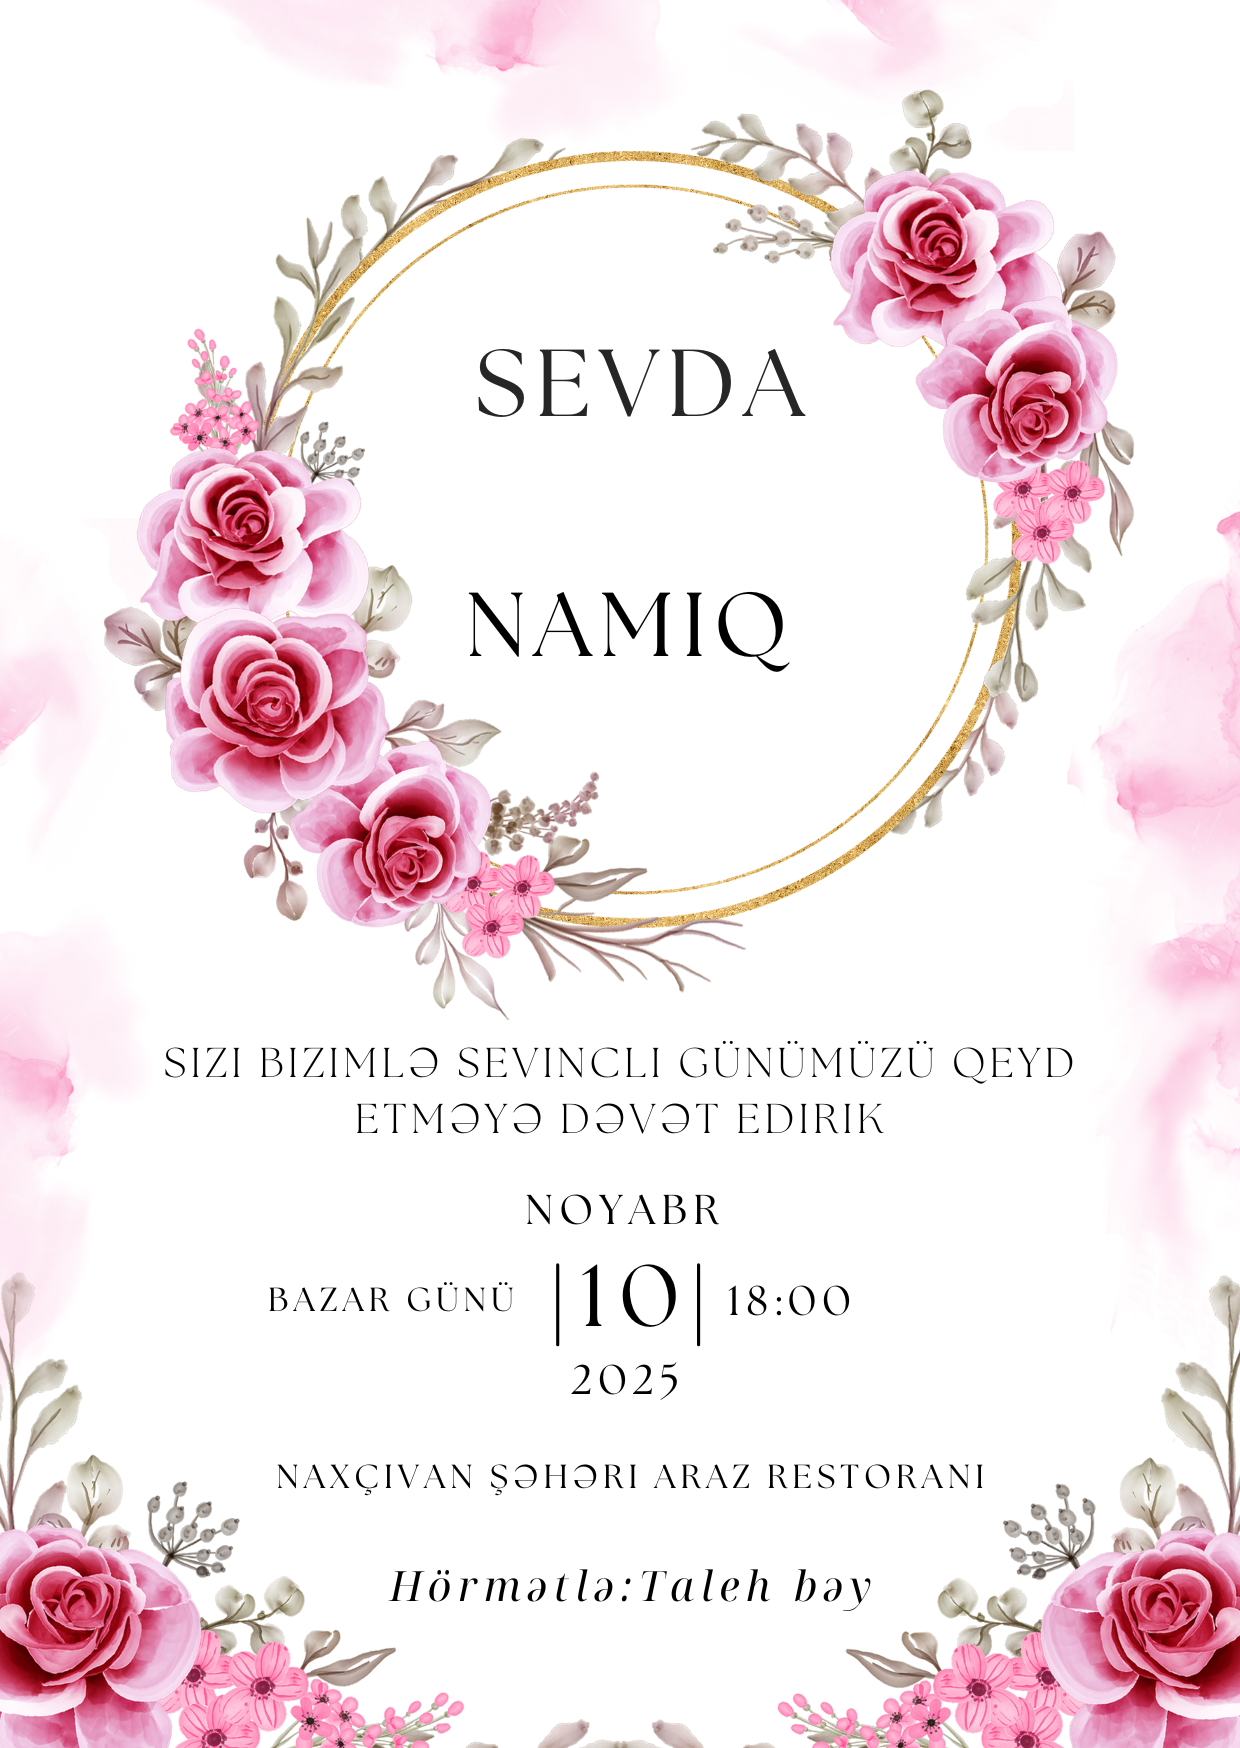 SEVDA
NAMIQ
SIZI BIZIMLƏ SEVINCLI GÜNÜMÜZÜ QEYD
ETMƏYƏ DƏVƏT EDIRIK
NOYABR
BAZAR GÜNÜ |10| 18:00
2025
NAXÇIVAN ŞƏHƏRI ARAZ RESTORANI
Hörmətlə:Taleh bəy